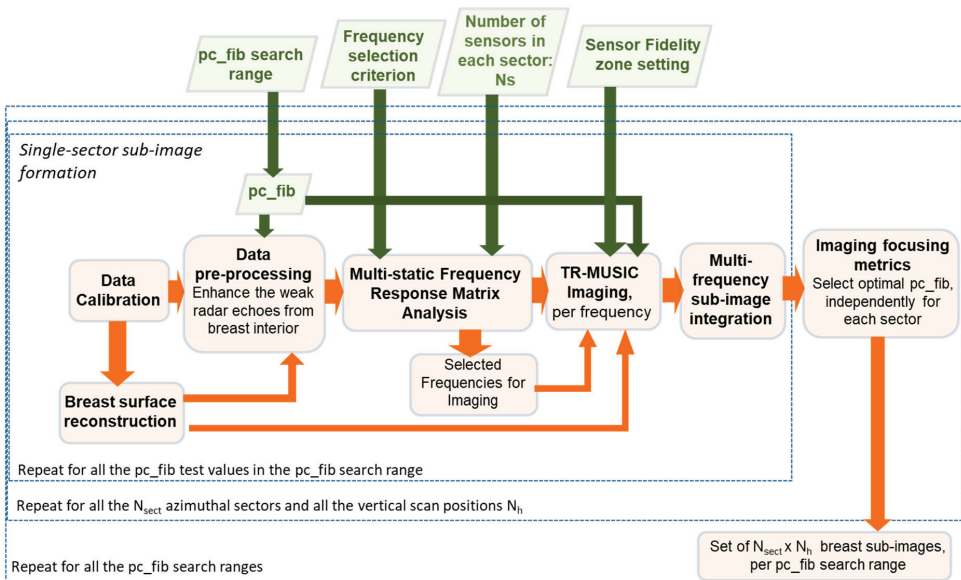 pc_fib search
range
Frequency
selection
criterion
Number of
sensors in
each sector:
Ns
Sensor Fidelity
zone setting
Single-sector sub-image
formation
pc_fib
Data
Calibration
Data
pre-processing
Enhance the weak
radar echoes from
breast interior
Multi-static Frequency
Response Matrix
Analysis
TR-MUSIC
Imaging,
per frequency
Multi-
frequency
sub-image
integration
Imaging focusing
metrics
Select optimal pc_fib,
independently for
each sector
Selected
Frequencies for
Imaging
Breast surface
reconstruction
Repeat for all the pc_fib test values in the pc_fib search range
Repeat for all the Nsect azimuthal sectors and all the vertical scan positions Nh
Set of Nsect x Nh breast sub-images,
per pc_fib search range
Repeat for all the pc_fib search ranges